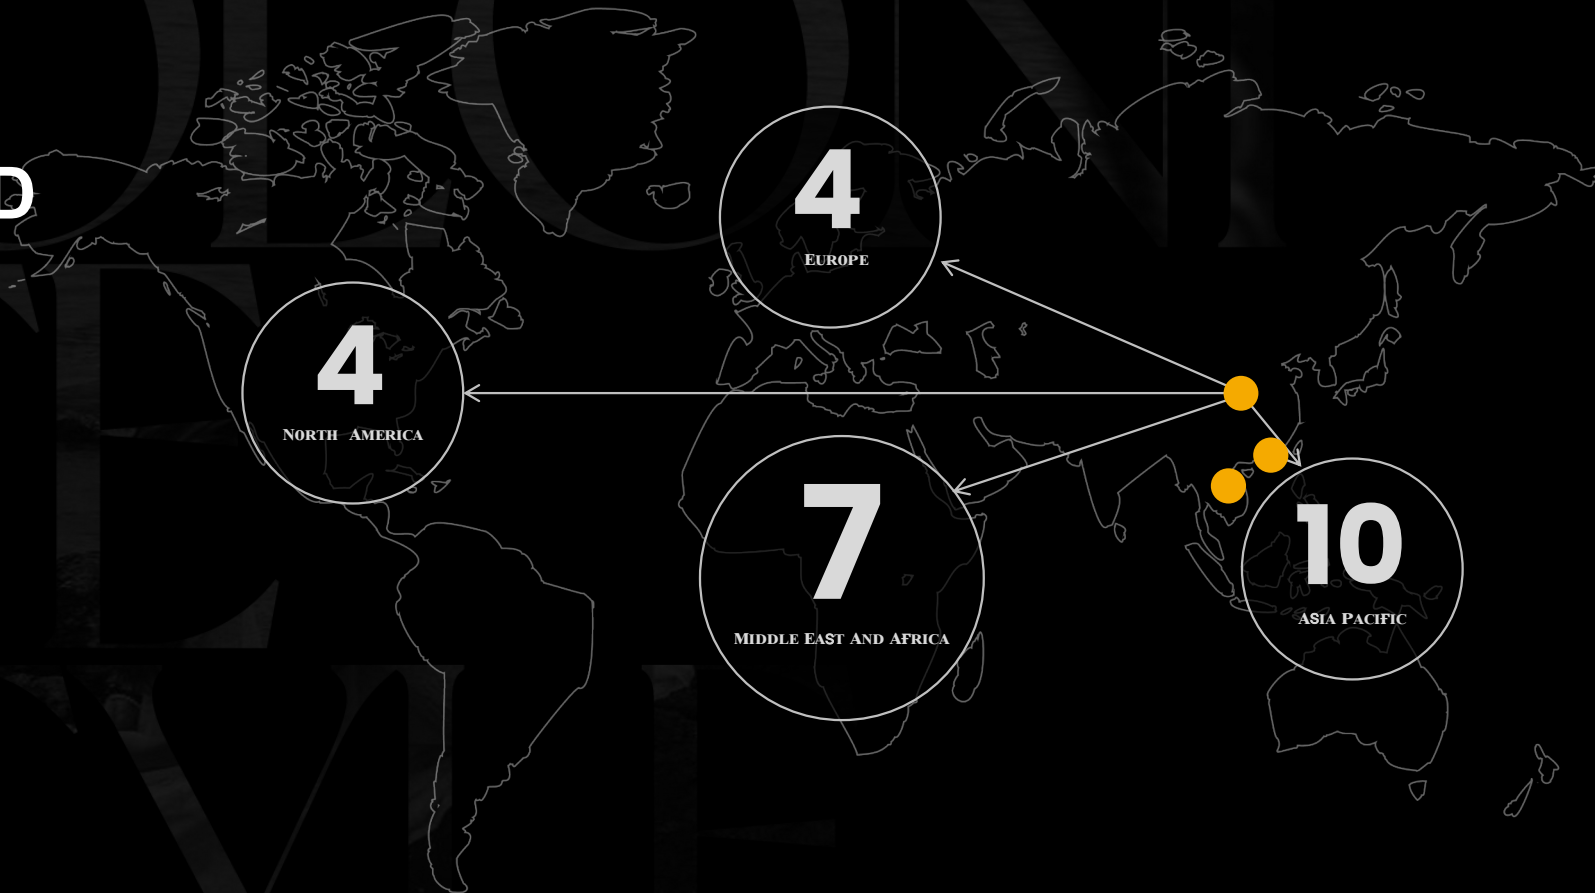 D
4
EUROPE
4
NORTH AMERICA
7
MIDDLE EAST AND AFRICA
10
ASIA PACIFIC